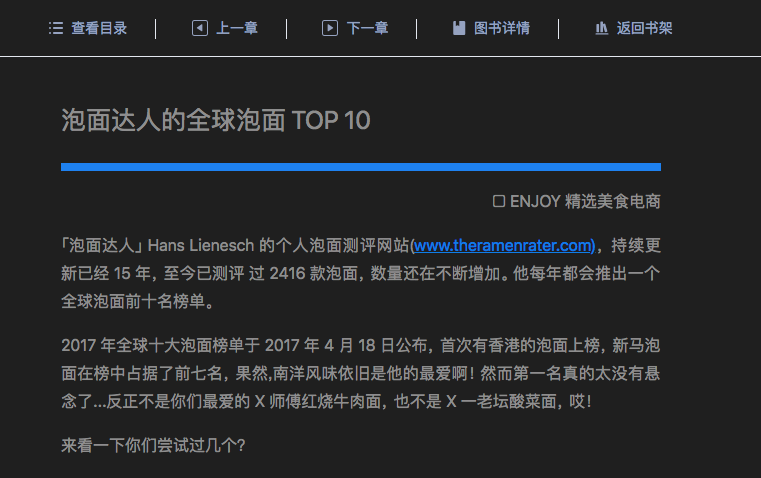 查看目录 上一章 下一章 图书详情 返回书架
泡面达人的全球泡面 TOP 10
ENJOY 精选美食电商
「泡面达人」Hans Lienesch 的个人泡面测评网站(www.theramenrater.com)，持续更
新已经 15 年，至今已测评 过 2416 款泡面，数量还在不断增加。他每年都会推出一个
全球泡面前十名榜单。
2017 年全球十大泡面榜单于 2017 年 4 月 18 日公布，首次有香港的泡面上榜，新马泡
面在榜中占据了前七名，果然,南洋风味依旧是他的最爱啊！然而第一名真的太没有悬
念了...反正不是你们最爱的 X 师傅红烧牛肉面，也不是 X 一老坛酸菜面，哎！
来看一下你们尝试过几个？